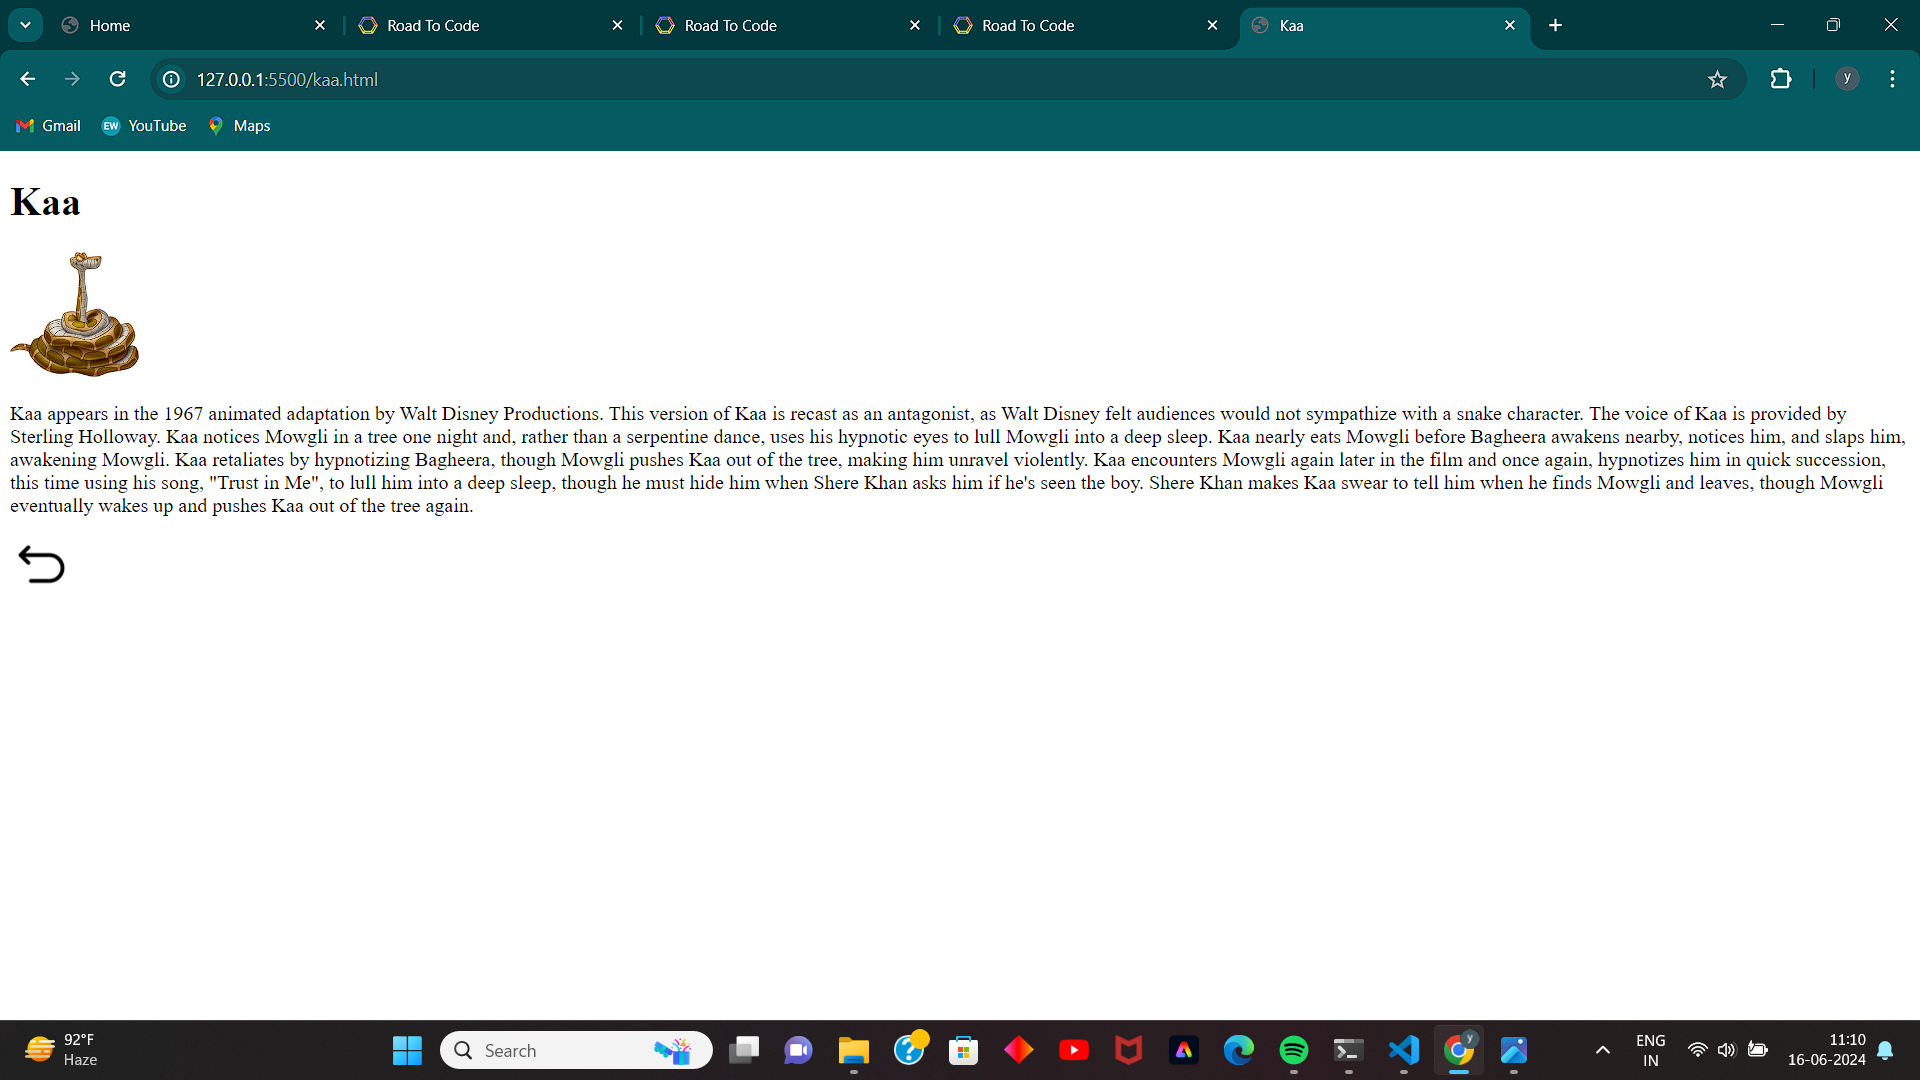 Home
Road To Code
Road To Code
Road To Code
Kaa
127.0.0.1:5500/kaa.html
y
Gmail
EW
YouTube
Maps
Kaa
Kaa appears in the 1967 animated adaptation by Walt Disney Productions. This version of Kaa is recast as an antagonist, as Walt Disney felt audiences would not sympathize with a snake character. The voice of Kaa is provided by
Sterling Holloway. Kaa notices Mowgli in a tree one night and, rather than a serpentine dance, uses his hypnotic eyes to lull Mowgli into a deep sleep. Kaa nearly eats Mowgli before Bagheera awakens nearby, notices him, and slaps him,
awakening Mowgli. Kaa retaliates by hypnotizing Bagheera, though Mowgli pushes Kaa out of the tree, making him unravel violently. Kaa encounters Mowgli again later in the film and once again, hypnotizes him in quick succession,
this time using his song, "Trust in Me", to lull him into a deep sleep, though he must hide him when Shere Khan asks him if he's seen the boy. Shere Khan makes Kaa swear to tell him when he finds Mowgli and leaves, though Mowgli
eventually wakes up and pushes Kaa out of the tree again.
92°F
Haze
Search
y
ENG
IN
11:10
16-06-2024